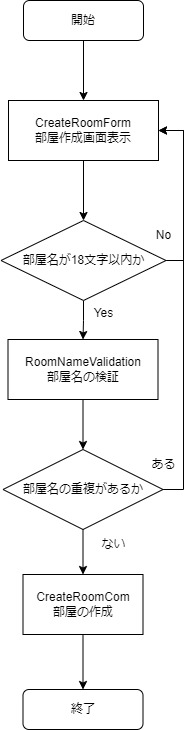 開始
CreateRoomForm
部屋作成画面表示
部屋名が18文字以内か
No
Yes
RoomNameValidation
部屋名の検証
ある
部屋名の重複があるか
ない
CreateRoomCom
部屋の作成
終了